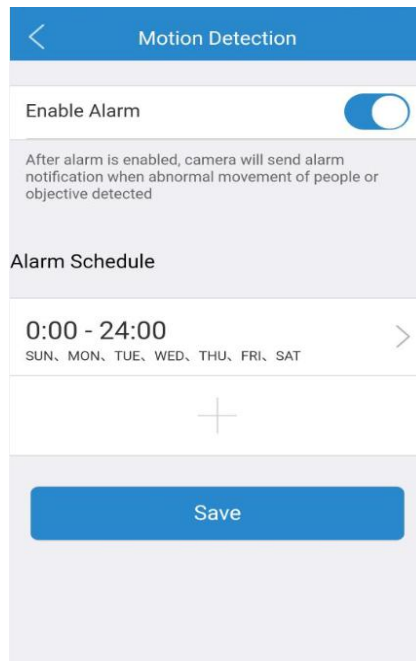 Motion Detection
Enable Alarm
After alarm is enabled, camera will send alarm
notification when abnormal movement of people or
objective detected
Alarm Schedule
0:00 - 24:00
SUN、MON、TUE、WED、THU、FRI、SAT
Save